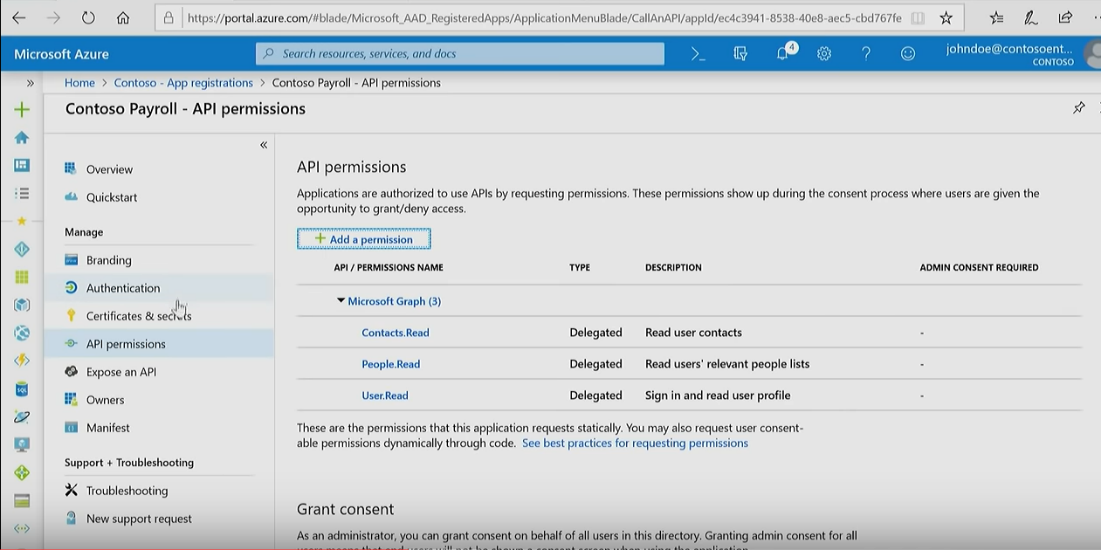 https://portal.azure.com/#blade/Microsoft_AAD_RegisteredApps/ApplicationMenuBlade/CallAnAPI/appId/ec4c3941-8538-40e8-aec5-cbd767fe
Microsoft Azure
Search resources, services, and docs
4
johndoe@contosoent...
CONTOSO
Home > Contoso - App registrations > Contoso Payroll - API permissions
Contoso Payroll - API permissions
Overview
Quickstart
Manage
Branding
Authentication
Certificates & secrets
API permissions
Expose an API
Owners
Manifest
Support + Troubleshooting
Troubleshooting
New support request
API permissions
Applications are authorized to use APIs by requesting permissions. These permissions show up during the consent process where users are given the
opportunity to grant/deny access.
+ Add a permission
API / PERMISSIONS NAME TYPE DESCRIPTION ADMIN CONSENT REQUIRED
Microsoft Graph (3)
Contacts.Read Delegated Read user contacts -
People.Read Delegated Read users' relevant people lists -
User.Read Delegated Sign in and read user profile -
These are the permissions that this application requests statically. You may also request user consent-
able permissions dynamically through code. See best practices for requesting permissions
Grant consent
As an administrator, you can grant consent on behalf of all users in this directory. Granting admin consent for all